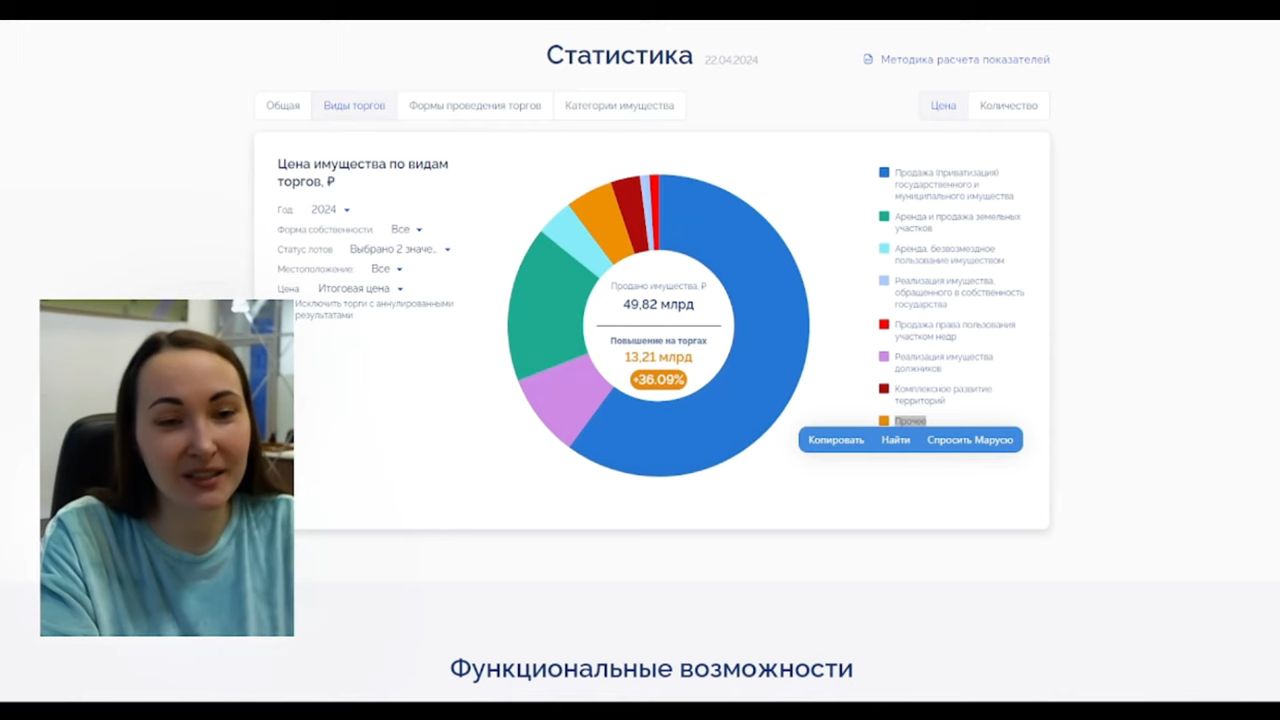 Статистика 22.04.2024
Методика расчета показателей
Общая Виды торгов Формы проведения торгов Категории имущества
Цена Количество
Цена имущества по видам
торгов, ₽
Год 2024
Форма собственности Все
Статус лотов Выбрано 2 значе..
Местоположение Все
Цена Итоговая цена
Исключить торги с аннулированными
результатами
Продано имущества, ₽
49,82 млрд
Повышение на торгах
13,21 млрд
+36.09%
Продажа (приватизация)
государственного и
муниципального имущества
Аренда и продажа земельных
участков
Аренда, безвозмездное
пользование имуществом
Реализация имущества,
обращенного в собственность
государства
Продажа права пользования
участком недр
Реализация имущества
должников
Комплексное развитие
территорий
Прочее
Копировать Найти Спросить Марусю
Функциональные возможности